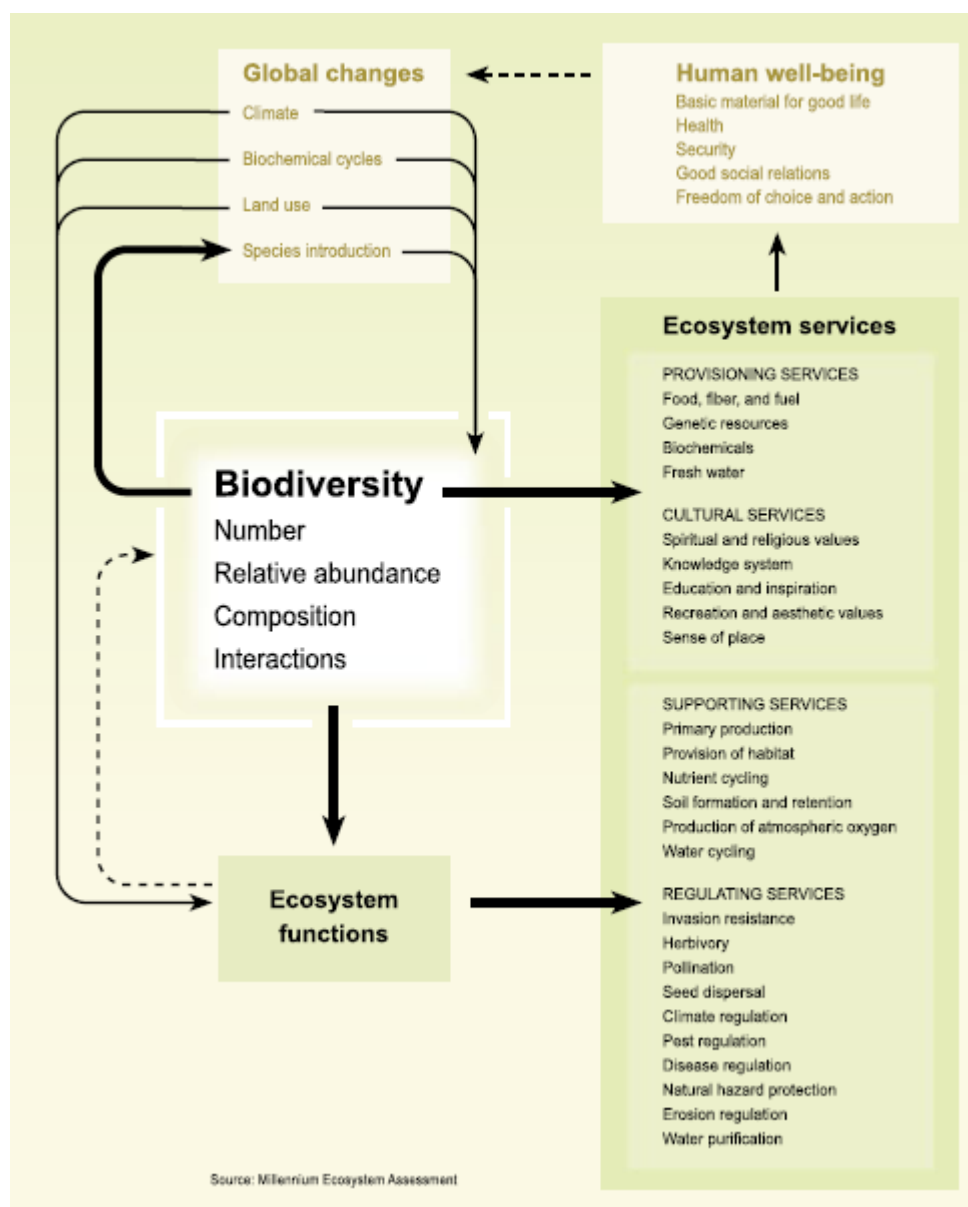 Global changes
Climate
Biochemical cycles
Land use
Species introduction
Human well-being
Basic material for good life
Health
Security
Good social relations
Freedom of choice and action
Biodiversity
Number
Relative abundance
Composition
Interactions
Ecosystem
functions
Ecosystem services
PROVISIONING SERVICES
Food, fiber, and fuel
Genetic resources
Biochemicals
Fresh water
CULTURAL SERVICES
Spiritual and religious values
Knowledge system
Education and inspiration
Recreation and aesthetic values
Sense of place
SUPPORTING SERVICES
Primary production
Provision of habitat
Nutrient cycling
Soil formation and retention
Production of atmospheric oxygen
Water cycling
REGULATING SERVICES
Invasion resistance
Herbivory
Pollination
Seed dispersal
Climate regulation
Pest regulation
Disease regulation
Natural hazard protection
Erosion regulation
Water purification
Source: Millennium Ecosystem Assessment